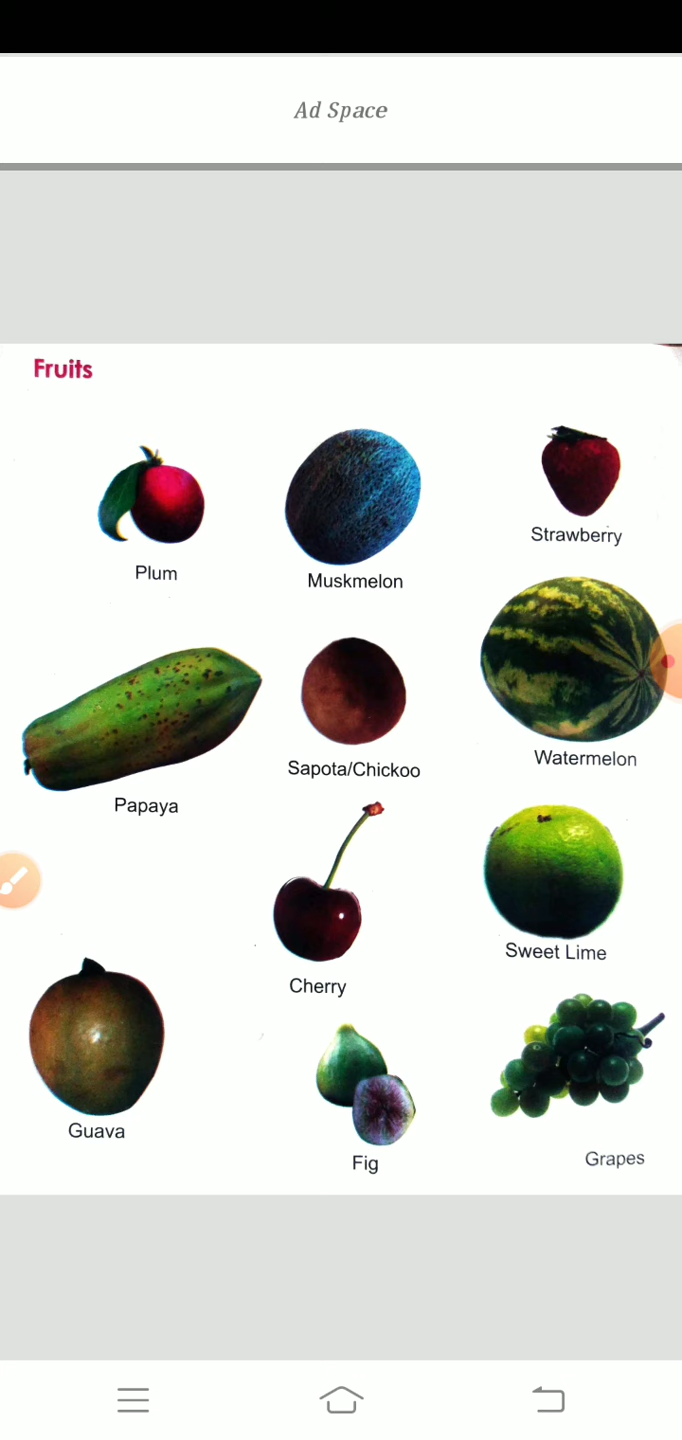 Ad Space
Fruits
Plum
Muskmelon
Strawberry
Papaya
Sapota/Chickoo
Watermelon
Cherry
Sweet Lime
Guava
Fig
Grapes